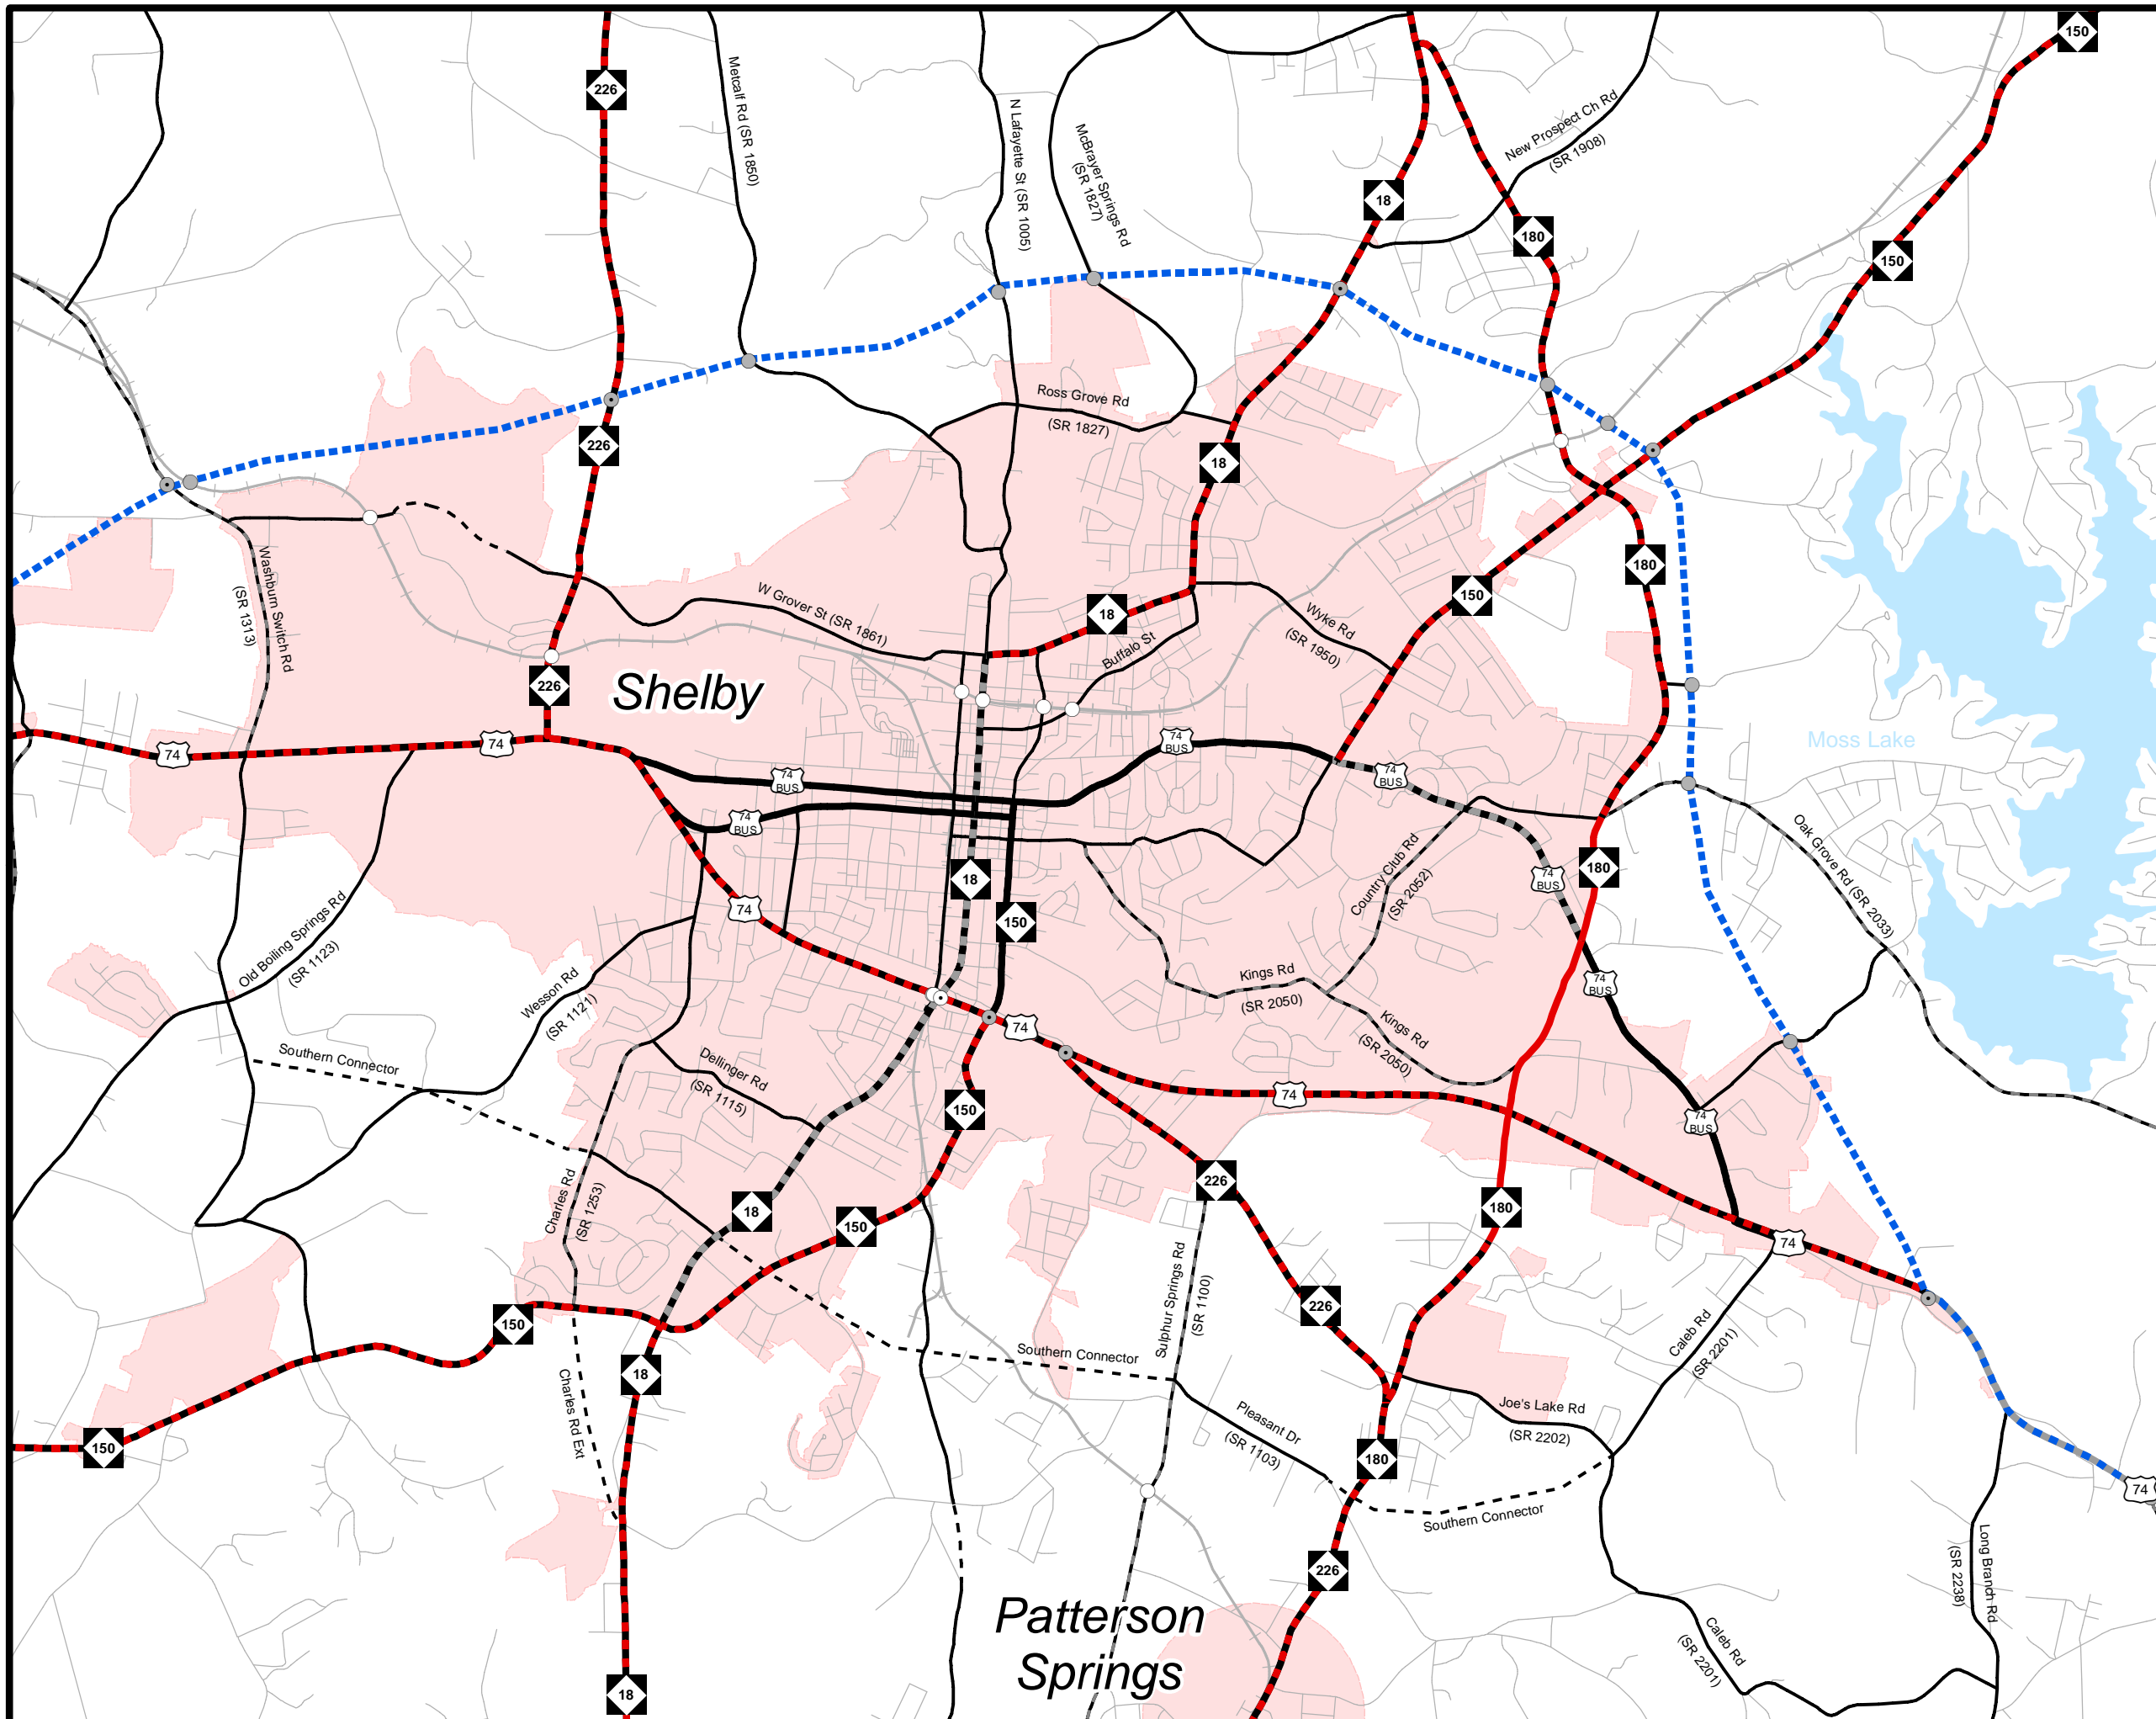 150
226
Metcalf Rd (SR 1850)
N Lafayette St (SR 1005)
McBrayer Springs Rd
(SR 1827)
New Prospect Ch Rd
(SR 1908)
18
180
150
Ross Grove Rd
(SR 1827)
226
18
Washburn Switch Rd
(SR 1313)
180
150
W Grover St (SR 1861)
18
Buffalo St
Wyke Rd
(SR 1950)
226
Shelby
74
74
74
BUS
74
BUS
74
BUS
Moss Lake
74
BUS
Oak Grove Rd (SR 2033)
Country Club Rd
(SR 2052)
180
74
BUS
18
74
150
Old Boiling Springs Rd
(SR 1123)
Wesson Rd
(SR 1121)
Kings Rd
(SR 2050)
74
BUS
74
Kings Rd
(SR 2050)
Southern Connector
Dellinger Rd
(SR 1115)
74
150
74
BUS
226
Charles Rd
(SR 1253)
18
150
180
74
Sulphur Springs Rd
(SR 1100)
226
150
Caleb Rd
(SR 2201)
Southern Connector
18
Charles Rd Ext
Joe's Lake Rd
(SR 2202)
Pleasant Dr
(SR 1103)
150
180
74
Southern Connector
226
Long Branch Rd
(SR 2238)
Patterson
Springs
Caleb Rd
(SR 2201)
18